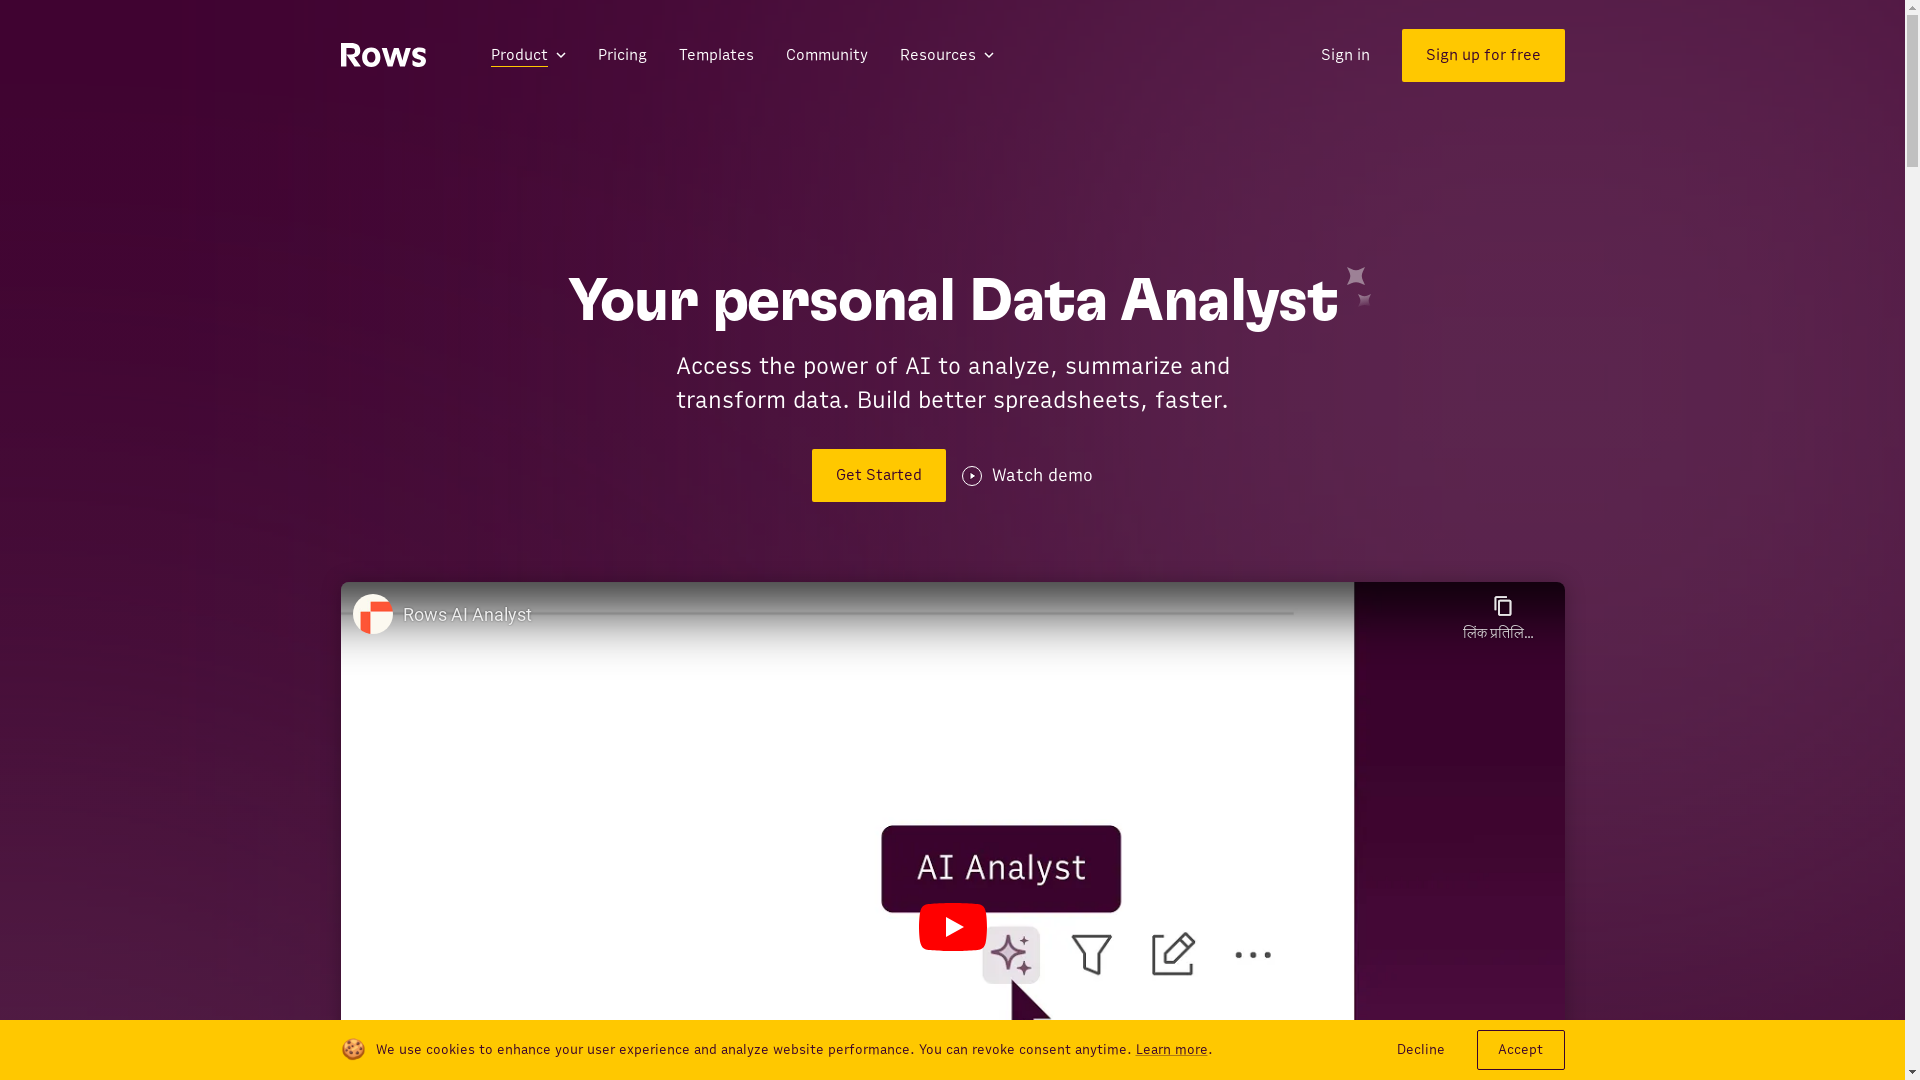 Rows
Product
Pricing
Templates
Community
Resources
Sign in
Sign up for free
Your personal Data Analyst
Access the power of AI to analyze, summarize and
transform data. Build better spreadsheets, faster.
Get Started
Watch demo
Rows AI Analyst
लिंक प्रतिलि...
AI Analyst
We use cookies to enhance your user experience and analyze website performance. You can revoke consent anytime. Learn more.
Decline
Accept